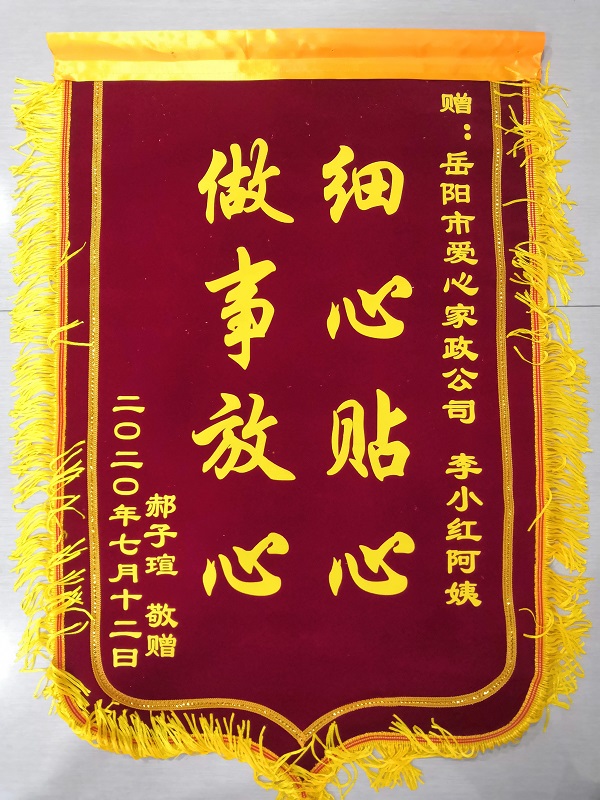 赠：岳阳市爱心家政公司 李小红阿姨
细心贴心
做事放心
郝子瑄 敬赠
二〇二〇年七月十二日